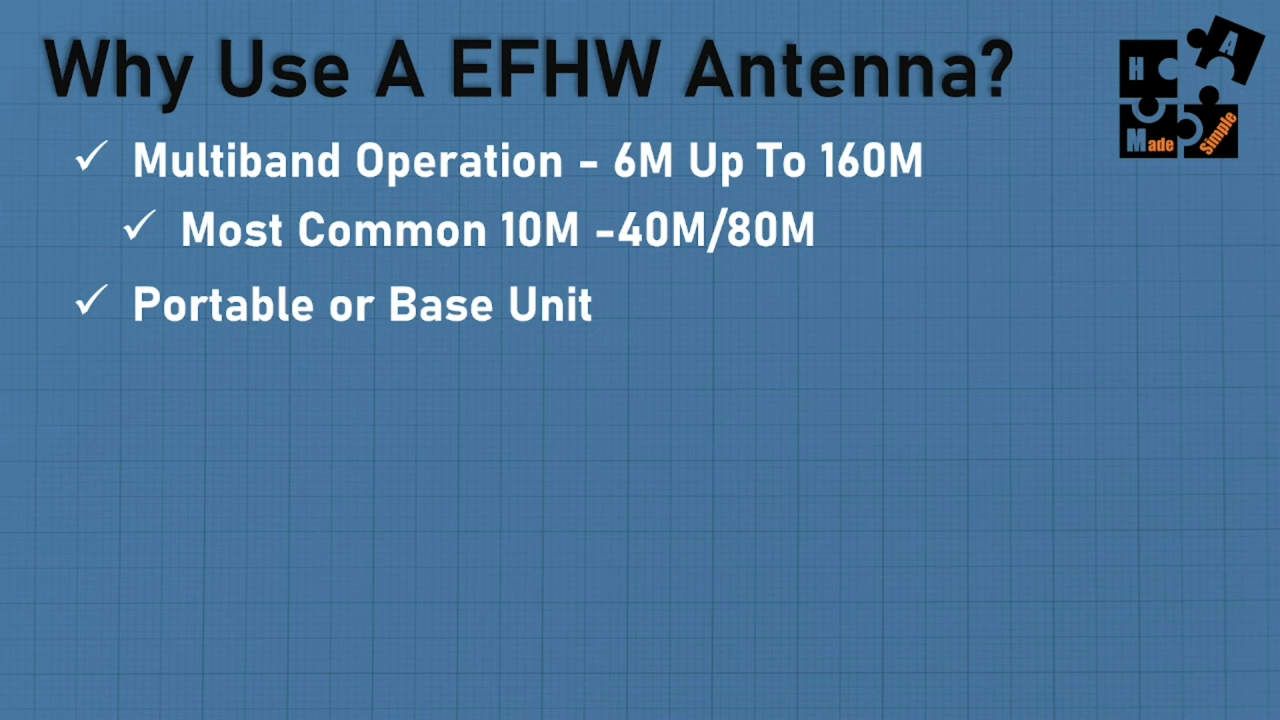 Why Use A EFHW Antenna?
Multiband Operation - 6M Up To 160M
Most Common 10M -40M/80M
Portable or Base Unit
H A
Made Simple